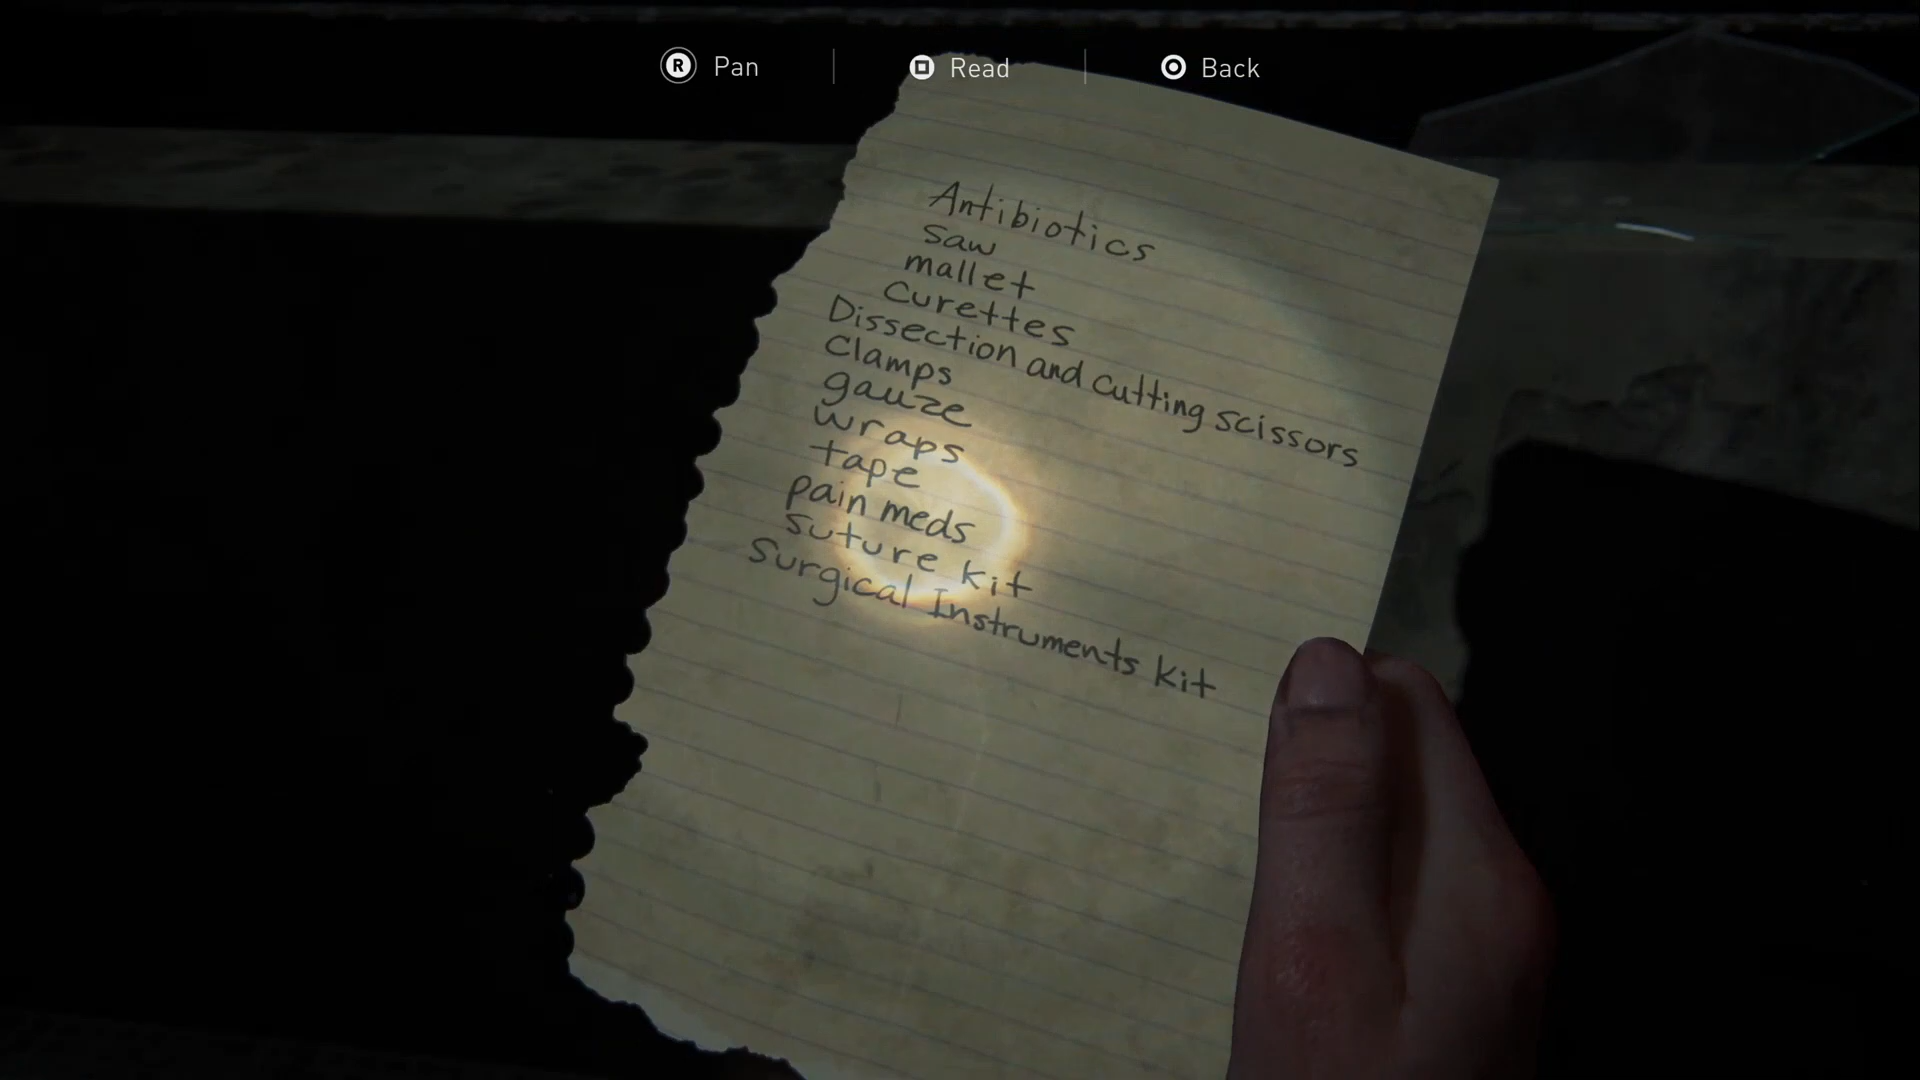 R Pan Read Back
Antibiotics
saw
mallet
Curettes
Dissection and cutting scissors
Clamps
gauze
wraps
tape
pain meds
suture kit
Surgical Instruments kit